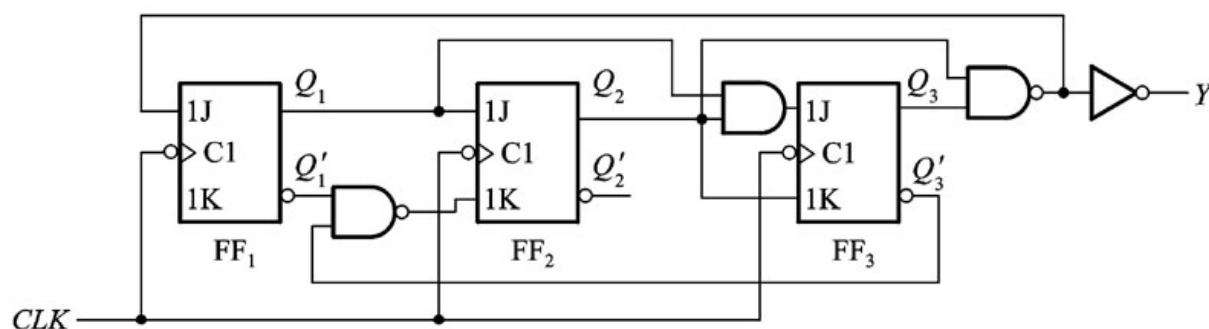 Q₁
Q₂
Q₃
Y
1J
1J
1J
C1
C1
C1
Q₁′
Q₂′
Q₃′
1K
1K
1K
FF₁
FF₂
FF₃
CLK